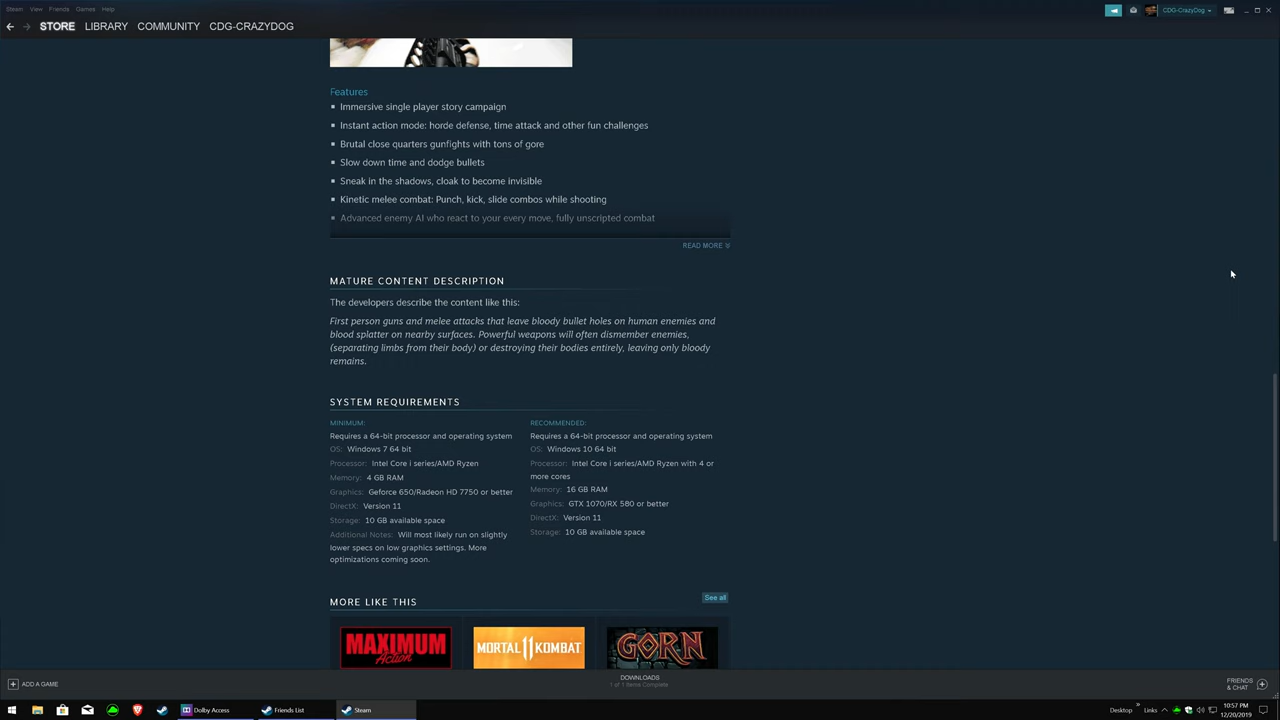 Steam View Friends Games Help
CDG-CrazyDog
STORE LIBRARY COMMUNITY CDG-CRAZYDOG
Features
Immersive single player story campaign
Instant action mode: horde defense, time attack and other fun challenges
Brutal close quarters gunfights with tons of gore
Slow down time and dodge bullets
Sneak in the shadows, cloak to become invisible
Kinetic melee combat: Punch, kick, slide combos while shooting
Advanced enemy AI who react to your every move, fully unscripted combat
READ MORE
MATURE CONTENT DESCRIPTION
The developers describe the content like this:
First person guns and melee attacks that leave bloody bullet holes on human enemies and
blood splatter on nearby surfaces. Powerful weapons will often dismember enemies,
(separating limbs from their body) or destroying their bodies entirely, leaving only bloody
remains.
SYSTEM REQUIREMENTS
MINIMUM:
Requires a 64-bit processor and operating system
OS: Windows 7 64 bit
Processor: Intel Core i series/AMD Ryzen
Memory: 4 GB RAM
Graphics: Geforce 650/Radeon HD 7750 or better
DirectX: Version 11
Storage: 10 GB available space
Additional Notes: Will most likely run on slightly
lower specs on low graphics settings. More
optimizations coming soon.
RECOMMENDED:
Requires a 64-bit processor and operating system
OS: Windows 10 64 bit
Processor: Intel Core i series/AMD Ryzen with 4 or
more cores
Memory: 16 GB RAM
Graphics: GTX 1070/RX 580 or better
DirectX: Version 11
Storage: 10 GB available space
MORE LIKE THIS
See all
MAXIMUM
Action
MORTAL KOMBAT 11
GORN
ADD A GAME
DOWNLOADS
1 of 1 Items Complete
FRIENDS
& CHAT
Dolby Access
Friends List
Steam
Desktop
Links
10:57 PM
12/20/2019